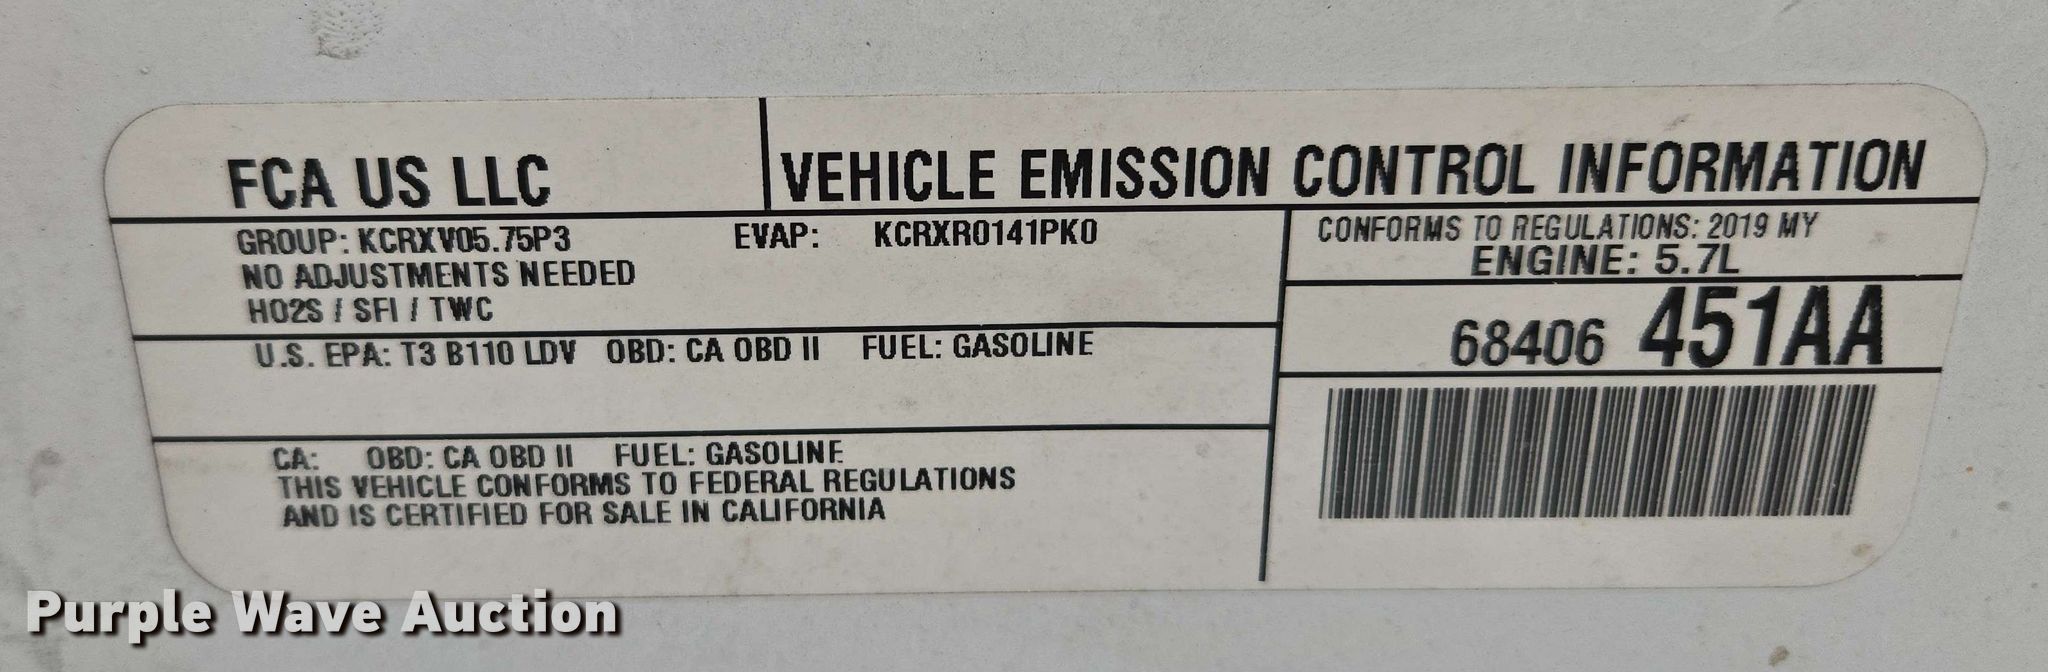 FCA US LLC
VEHICLE EMISSION CONTROL INFORMATION
GROUP: KCRXV05.75P3 EVAP: KCRXR0141PK0
NO ADJUSTMENTS NEEDED
HO2S / SFI / TWC
CONFORMS TO REGULATIONS: 2019 MY
ENGINE: 5.7L
68406 451AA
U.S. EPA: T3 B110 LDV OBD: CA OBD II FUEL: GASOLINE
CA: OBD: CA OBD II FUEL: GASOLINE
THIS VEHICLE CONFORMS TO FEDERAL REGULATIONS
AND IS CERTIFIED FOR SALE IN CALIFORNIA
Purple Wave Auction